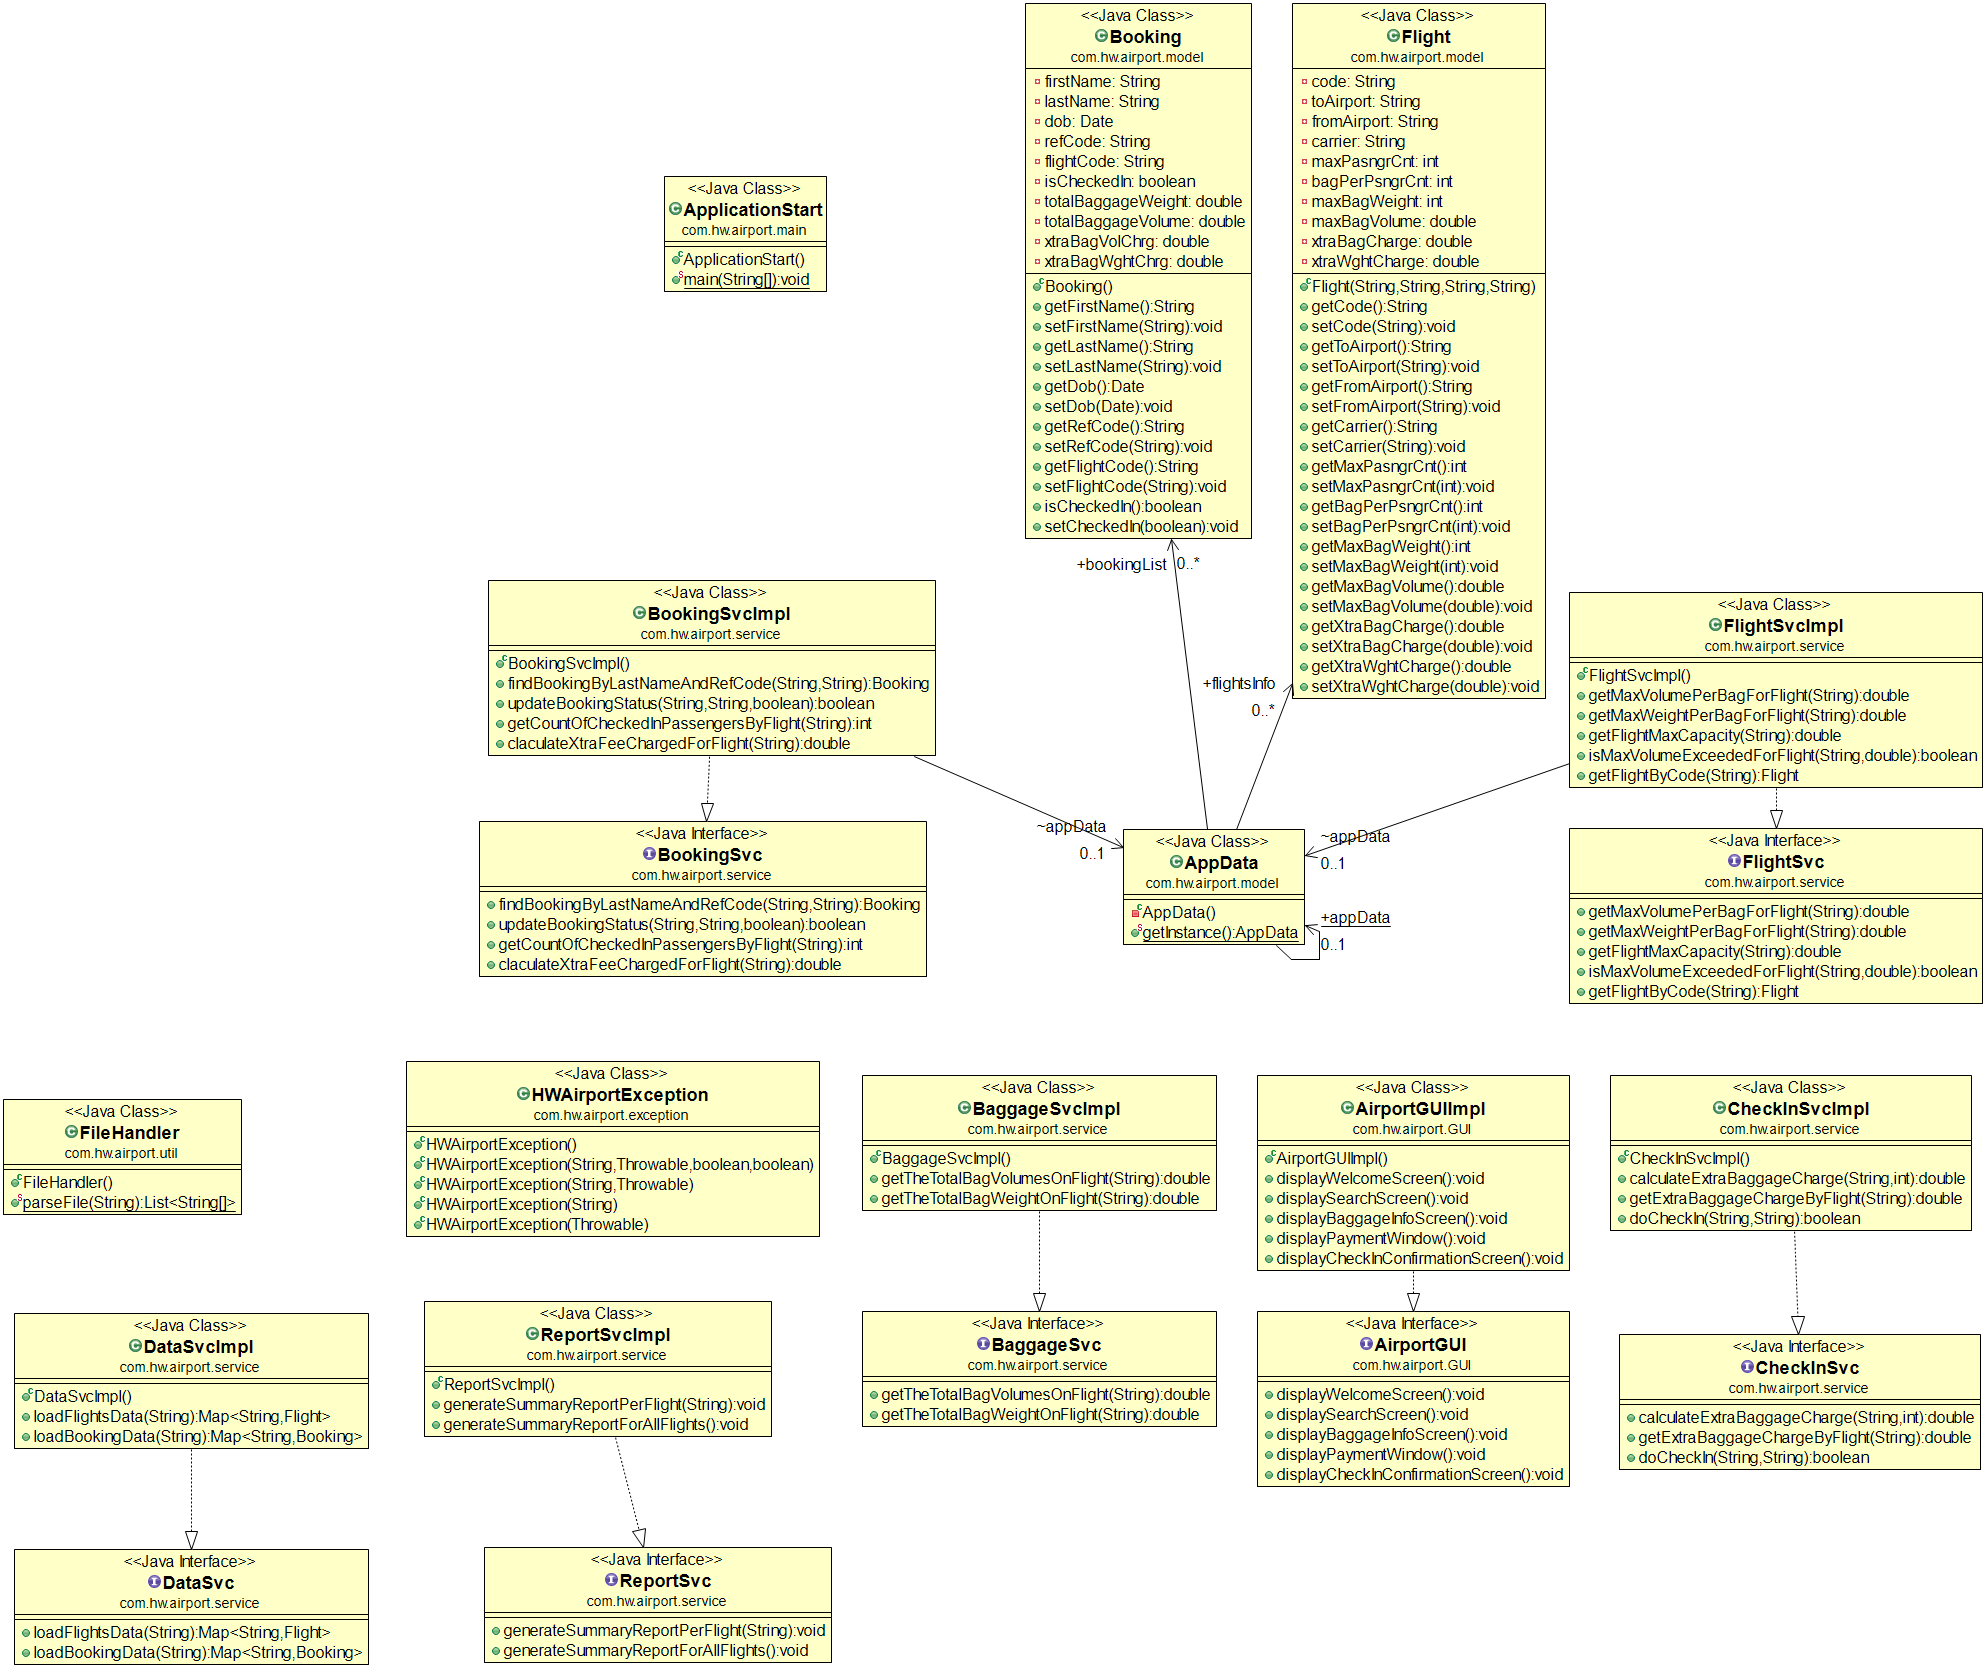 <<Java Class>>
Booking
com.hw.airport.model
firstName: String
lastName: String
dob: Date
refCode: String
flightCode: String
isCheckedIn: boolean
totalBaggageWeight: double
totalBaggageVolume: double
xtraBagVolChrg: double
xtraBagWghtChrg: double
Booking()
getFirstName():String
setFirstName(String):void
getLastName():String
setLastName(String):void
getDob():Date
setDob(Date):void
getRefCode():String
setRefCode(String):void
getFlightCode():String
setFlightCode(String):void
isCheckedIn():boolean
setCheckedIn(boolean):void
<<Java Class>>
Flight
com.hw.airport.model
code: String
toAirport: String
fromAirport: String
carrier: String
maxPasngrCnt: int
bagPerPsngrCnt: int
maxBagWeight: int
maxBagVolume: double
xtraBagCharge: double
xtraWghtCharge: double
Flight(String,String,String,String)
getCode():String
setCode(String):void
getToAirport():String
setToAirport(String):void
getFromAirport():String
setFromAirport(String):void
getCarrier():String
setCarrier(String):void
getMaxPasngrCnt():int
setMaxPasngrCnt(int):void
getBagPerPsngrCnt():int
setBagPerPsngrCnt(int):void
getMaxBagWeight():int
setMaxBagWeight(int):void
getMaxBagVolume():double
setMaxBagVolume(double):void
getXtraBagCharge():double
setXtraBagCharge(double):void
getXtraWghtCharge():double
setXtraWghtCharge(double):void
<<Java Class>>
ApplicationStart
com.hw.airport.main
ApplicationStart()
main(String[]):void
+bookingList 0..*
+flightsInfo
0..*
<<Java Class>>
BookingSvcImpl
com.hw.airport.service
BookingSvcImpl()
findBookingByLastNameAndRefCode(String,String):Booking
updateBookingStatus(String,String,boolean):boolean
getCountOfCheckedInPassengersByFlight(String):int
claculateXtraFeeChargedForFlight(String):double
<<Java Class>>
FlightSvcImpl
com.hw.airport.service
FlightSvcImpl()
getMaxVolumePerBagForFlight(String):double
getMaxWeightPerBagForFlight(String):double
getFlightMaxCapacity(String):double
isMaxVolumeExceededForFlight(String,double):boolean
getFlightByCode(String):Flight
<<Java Interface>>
BookingSvc
com.hw.airport.service
findBookingByLastNameAndRefCode(String,String):Booking
updateBookingStatus(String,String,boolean):boolean
getCountOfCheckedInPassengersByFlight(String):int
claculateXtraFeeChargedForFlight(String):double
~appData
0..1
<<Java Class>>
AppData
com.hw.airport.model
AppData()
getInstance():AppData
~appData
0..1
+appData
0..1
<<Java Interface>>
FlightSvc
com.hw.airport.service
getMaxVolumePerBagForFlight(String):double
getMaxWeightPerBagForFlight(String):double
getFlightMaxCapacity(String):double
isMaxVolumeExceededForFlight(String,double):boolean
getFlightByCode(String):Flight
<<Java Class>>
FileHandler
com.hw.airport.util
FileHandler()
parseFile(String):List<String[]>
<<Java Class>>
HWAirportException
com.hw.airport.exception
HWAirportException()
HWAirportException(String,Throwable,boolean,boolean)
HWAirportException(String,Throwable)
HWAirportException(String)
HWAirportException(Throwable)
<<Java Class>>
BaggageSvcImpl
com.hw.airport.service
BaggageSvcImpl()
getTheTotalBagVolumesOnFlight(String):double
getTheTotalBagWeightOnFlight(String):double
<<Java Class>>
AirportGUIImpl
com.hw.airport.GUI
AirportGUIImpl()
displayWelcomeScreen():void
displaySearchScreen():void
displayBaggageInfoScreen():void
displayPaymentWindow():void
displayCheckInConfirmationScreen():void
<<Java Class>>
CheckInSvcImpl
com.hw.airport.service
CheckInSvcImpl()
calculateExtraBaggageCharge(String,int):double
getExtraBaggageChargeByFlight(String):double
doCheckIn(String,String):boolean
<<Java Class>>
DataSvcImpl
com.hw.airport.service
DataSvcImpl()
loadFlightsData(String):Map<String,Flight>
loadBookingData(String):Map<String,Booking>
<<Java Class>>
ReportSvcImpl
com.hw.airport.service
ReportSvcImpl()
generateSummaryReportPerFlight(String):void
generateSummaryReportForAllFlights():void
<<Java Interface>>
BaggageSvc
com.hw.airport.service
getTheTotalBagVolumesOnFlight(String):double
getTheTotalBagWeightOnFlight(String):double
<<Java Interface>>
AirportGUI
com.hw.airport.GUI
displayWelcomeScreen():void
displaySearchScreen():void
displayBaggageInfoScreen():void
displayPaymentWindow():void
displayCheckInConfirmationScreen():void
<<Java Interface>>
CheckInSvc
com.hw.airport.service
calculateExtraBaggageCharge(String,int):double
getExtraBaggageChargeByFlight(String):double
doCheckIn(String,String):boolean
<<Java Interface>>
DataSvc
com.hw.airport.service
loadFlightsData(String):Map<String,Flight>
loadBookingData(String):Map<String,Booking>
<<Java Interface>>
ReportSvc
com.hw.airport.service
generateSummaryReportPerFlight(String):void
generateSummaryReportForAllFlights():void